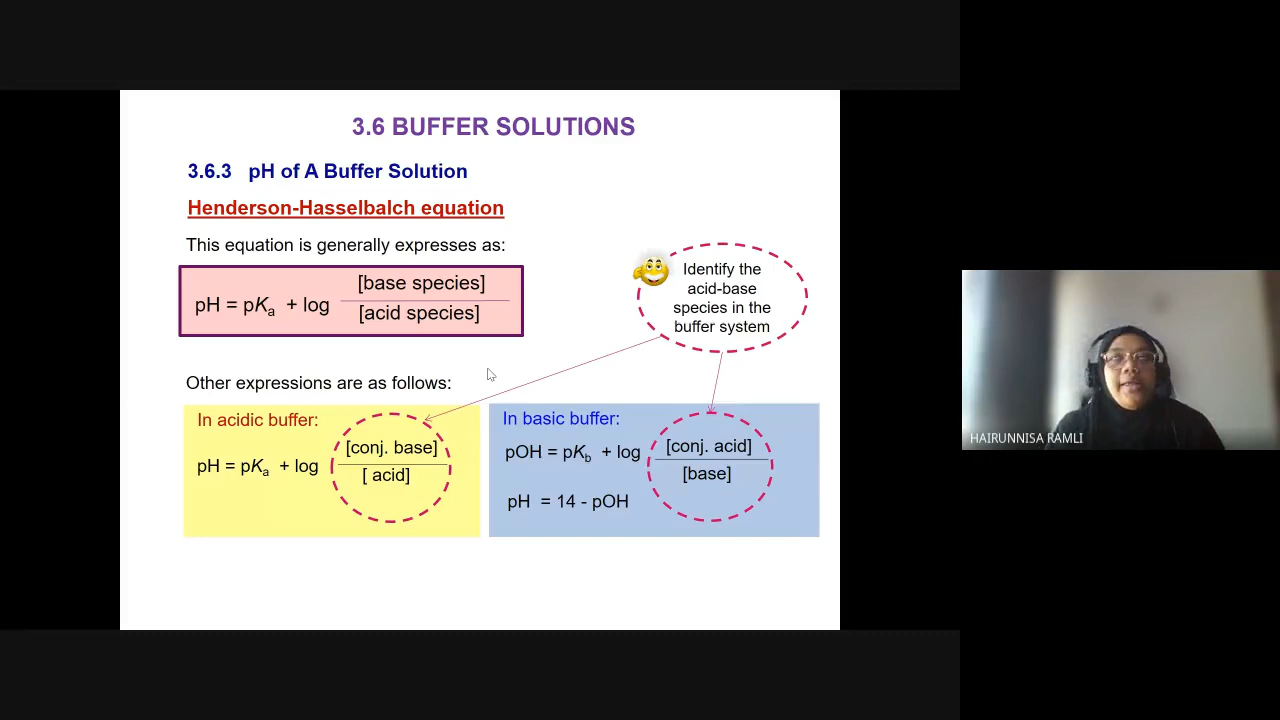 3.6 BUFFER SOLUTIONS
3.6.3 pH of A Buffer Solution
Henderson-Hasselbalch equation
This equation is generally expresses as:
pH = pKa + log [base species]
[acid species]
Identify the
acid-base
species in the
buffer system
Other expressions are as follows:
In acidic buffer:
pH = pKa + log [conj. base]
[ acid]
In basic buffer:
pOH = pKb + log [conj. acid]
[base]
pH = 14 - pOH
HAIRUNNISA RAMLI